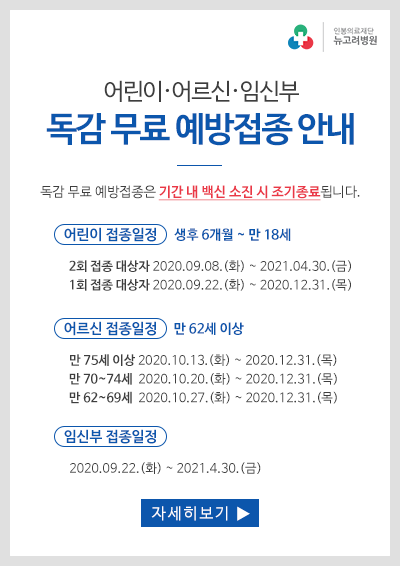 인봉의료재단
뉴고려병원
어린이·어르신·임신부
독감 무료 예방접종 안내
독감 무료 예방접종은 기간 내 백신 소진 시 조기종료됩니다.
어린이 접종일정 생후 6개월 ~ 만 18세
2회 접종 대상자 2020.09.08.(화) ~ 2021.04.30.(금)
1회 접종 대상자 2020.09.22.(화) ~ 2020.12.31.(목)
어르신 접종일정 만 62세 이상
만 75세 이상 2020.10.13.(화) ~ 2020.12.31.(목)
만 70~74세 2020.10.20.(화) ~ 2020.12.31.(목)
만 62~69세 2020.10.27.(화) ~ 2020.12.31.(목)
임신부 접종일정
2020.09.22.(화) ~ 2021.4.30.(금)
자세히보기 ▶